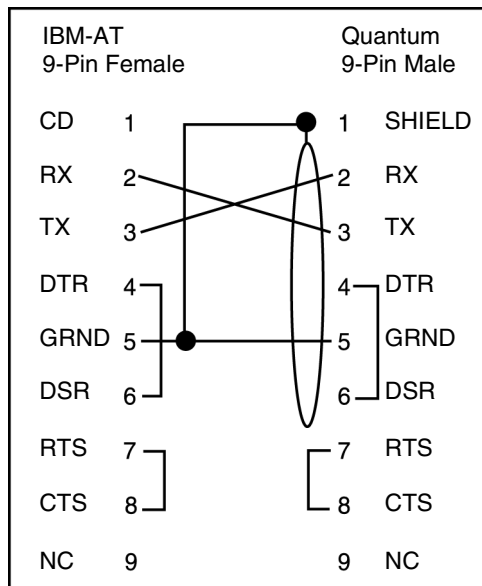 IBM-AT Quantum
9-Pin Female 9-Pin Male
CD 1 1 SHIELD
RX 2 2 RX
TX 3 3 TX
DTR 4 4 DTR
GRND 5 5 GRND
DSR 6 6 DSR
RTS 7 7 RTS
CTS 8 8 CTS
NC 9 9 NC